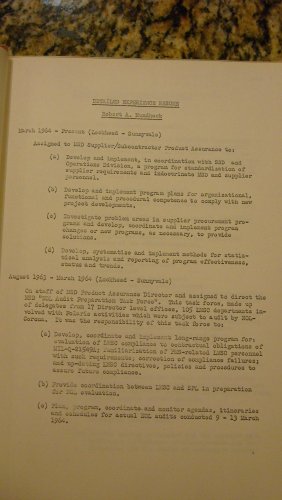 DETAILED EXPERIENCE RESUME
Robert A.
March 1964 - Present (Lockheed - Sunnyvale)
Assigned to MSD Supplier/Subcontractor Product Assurance to:
(a) Develop and implement, in coordination with R&D and
Operations Division, a program for standardization of
supplier requirements and indoctrinate MSD and supplier
personnel.
(b) Develop and implement program plans for organizational,
functional and procedural competence to comply with new
project developments.
(c) Investigate problem areas in supplier procurement pro-
grams and develop, coordinate and implement program
changes or new programs, as necessary, to provide
solutions.
(d) Develop, systematize and implement methods for statis-
tical analysis and reporting of program effectiveness,
status and trends.
August 1963 - March 1964 (Lockheed - Sunnyvale)
On staff of MSD Product Assurance Director and assigned to direct the
MSD "NOL Audit Preparation Task Force". This task force, made up
of delegates from 17 Director level offices, 105 LMSC departments in-
volved with Polaris activities which were subject to audit by NOL-
Corona. It was the responsibility of this task force to:
(a) Develop, coordinate and implement long-range program for:
evaluation of LMSC compliance to contractual obligations of
familiarization of related LMSC personnel
with such requirements; correction of compliance failures;
and up-dating LMSC directives, policies and procedures to
assure future compliance.
(b) Provide coordination between LMSC and SPL in preparation
for evaluation.
(c) Plan, program, coordinate and monitor agendas, itineraries
and schedules for actual NOL audits conducted 9 - 13 March
1964.